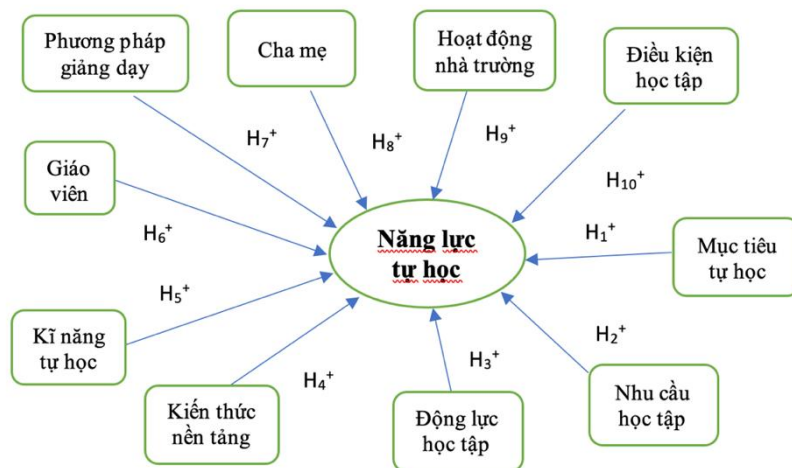 Phương pháp
giảng dạy
Cha mẹ
Hoạt động
nhà trường
Điều kiện
học tập
H₇⁺
H₈⁺
H₉⁺
Giáo
viên
H₁₀⁺
H₆⁺
Năng lực
tự học
H₁⁺
Mục tiêu
tự học
H₅⁺
Kĩ năng
tự học
H₄⁺
H₃⁺
H₂⁺
Kiến thức
nền tảng
Động lực
học tập
Nhu cầu
học tập